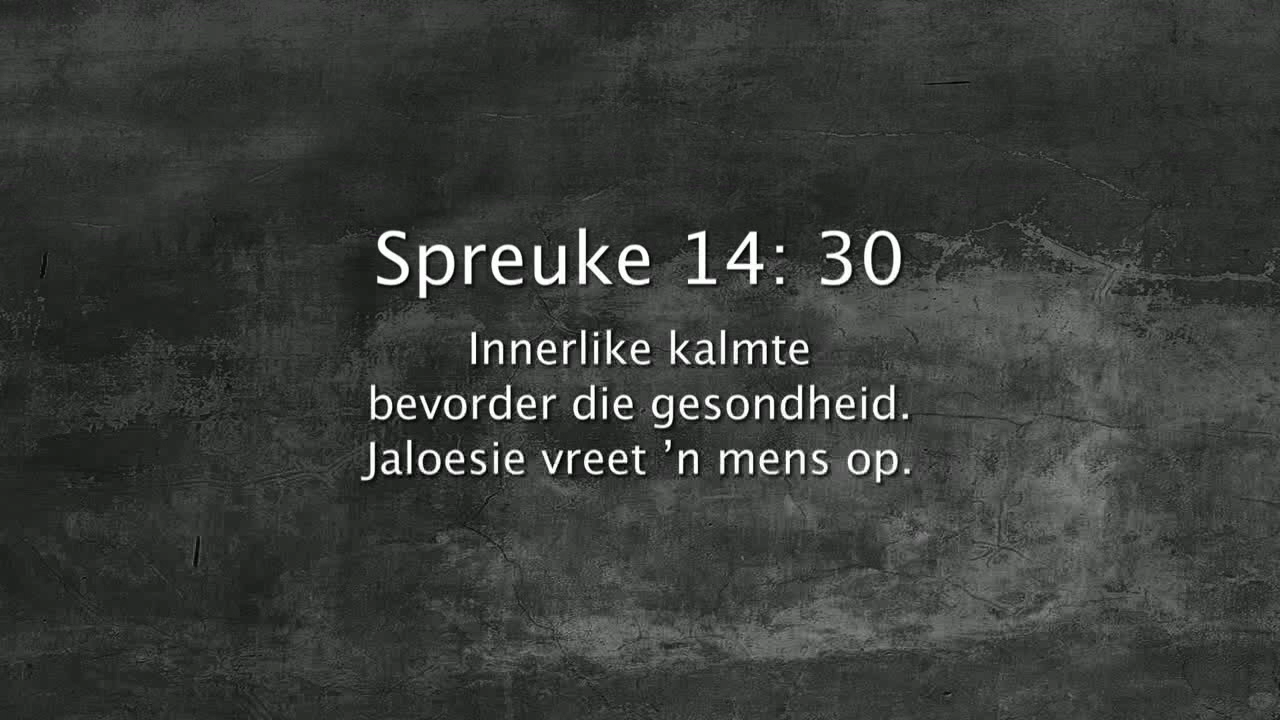 Spreuke 14: 30
Innerlike kalmte
bevorder die gesondheid.
Jaloesie vreet ’n mens op.